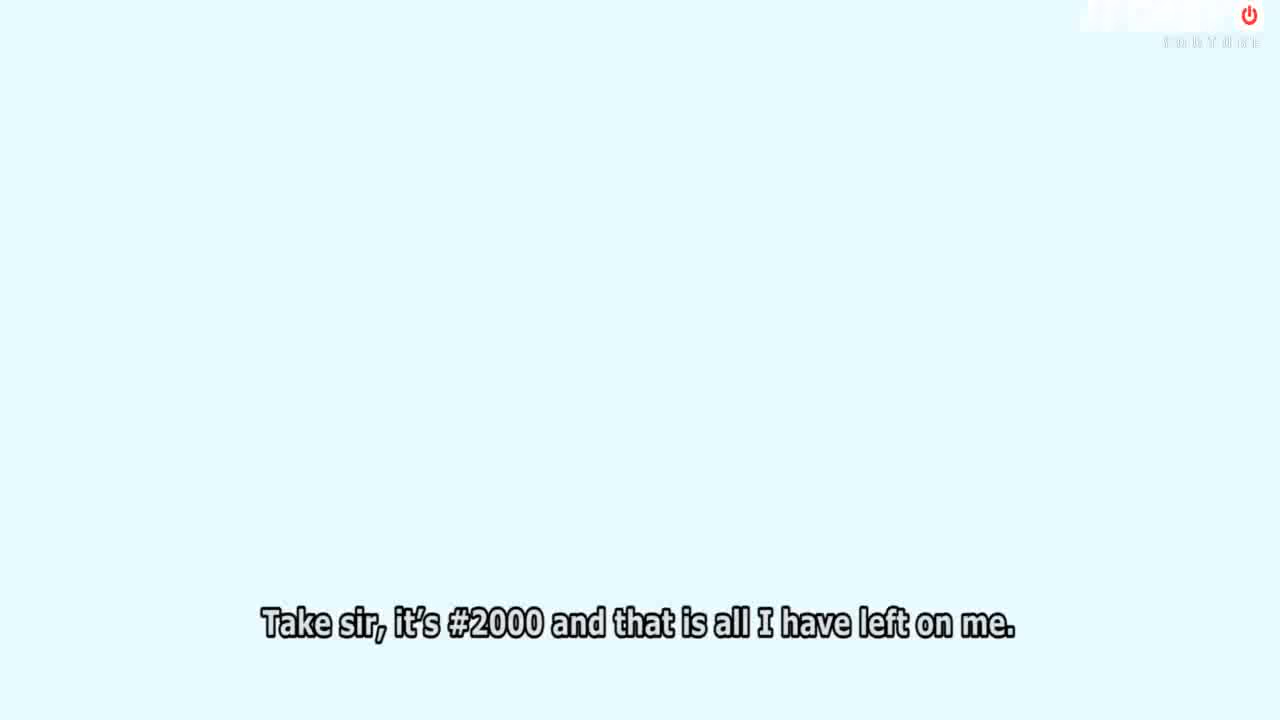 Take sir, it's #2000 and that is all I have left on me.